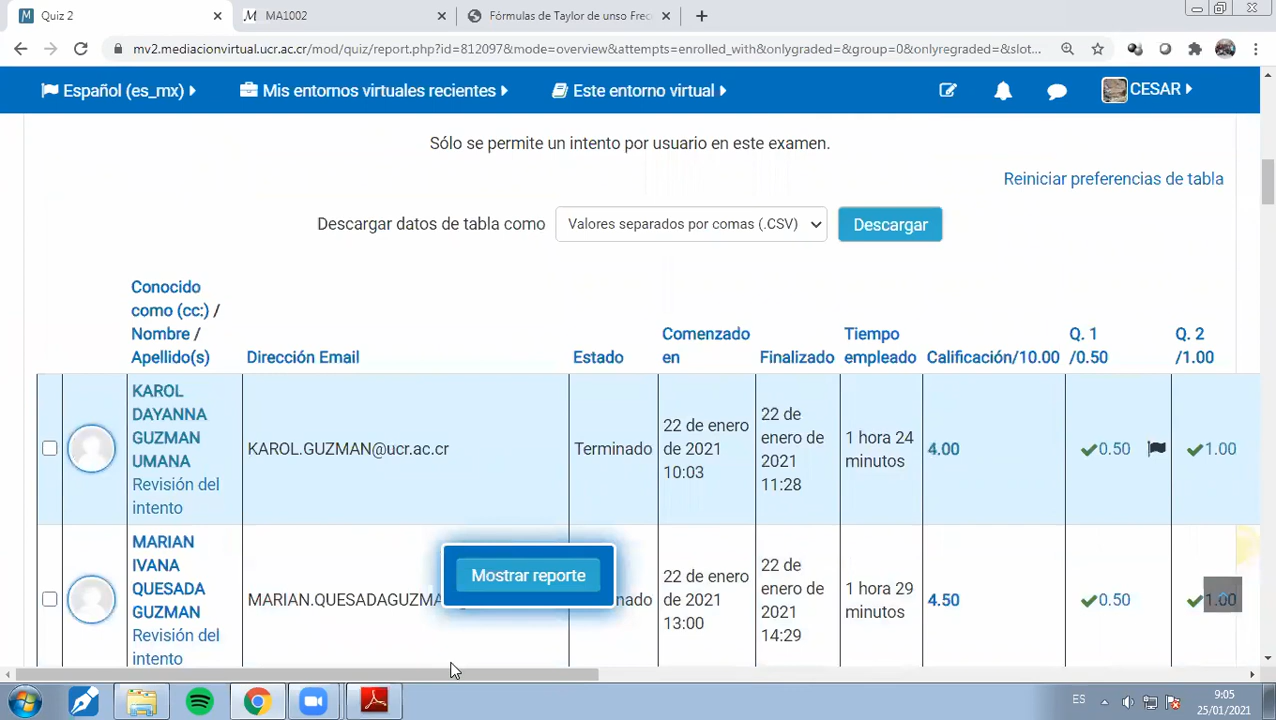 Quiz 2
MA1002
Fórmulas de Taylor de unso Frec
mv2.mediacionvirtual.ucr.ac.cr/mod/quiz/report.php?id=812097&mode=overview&attempts=enrolled_with&onlygraded=&group=0&onlyregraded=&slot...
Español (es_mx)
Mis entornos virtuales recientes
Este entorno virtual
CESAR
Sólo se permite un intento por usuario en este examen.
Reiniciar preferencias de tabla
Descargar datos de tabla como
Valores separados por comas (.CSV)
Descargar
Conocido
como (cc:) /
Nombre /
Apellido(s)
Dirección Email
Estado
Comenzado
en
Finalizado
Tiempo
empleado
Calificación/10.00
Q. 1
/0.50
Q. 2
/1.00
KAROL
DAYANNA
GUZMAN
UMANA
Revisión del
intento
KAROL.GUZMAN@ucr.ac.cr
Terminado
22 de enero
de 2021
10:03
22 de
enero de
2021
11:28
1 hora 24
minutos
4.00
0.50
1.00
MARIAN
IVANA
QUESADA
GUZMAN
Revisión del
intento
MARIAN.QUESADAGUZMA
Mostrar reporte
nado
22 de enero
de 2021
13:00
22 de
enero de
2021
14:29
1 hora 29
minutos
4.50
0.50
1.00
ES
9:05
25/01/2021